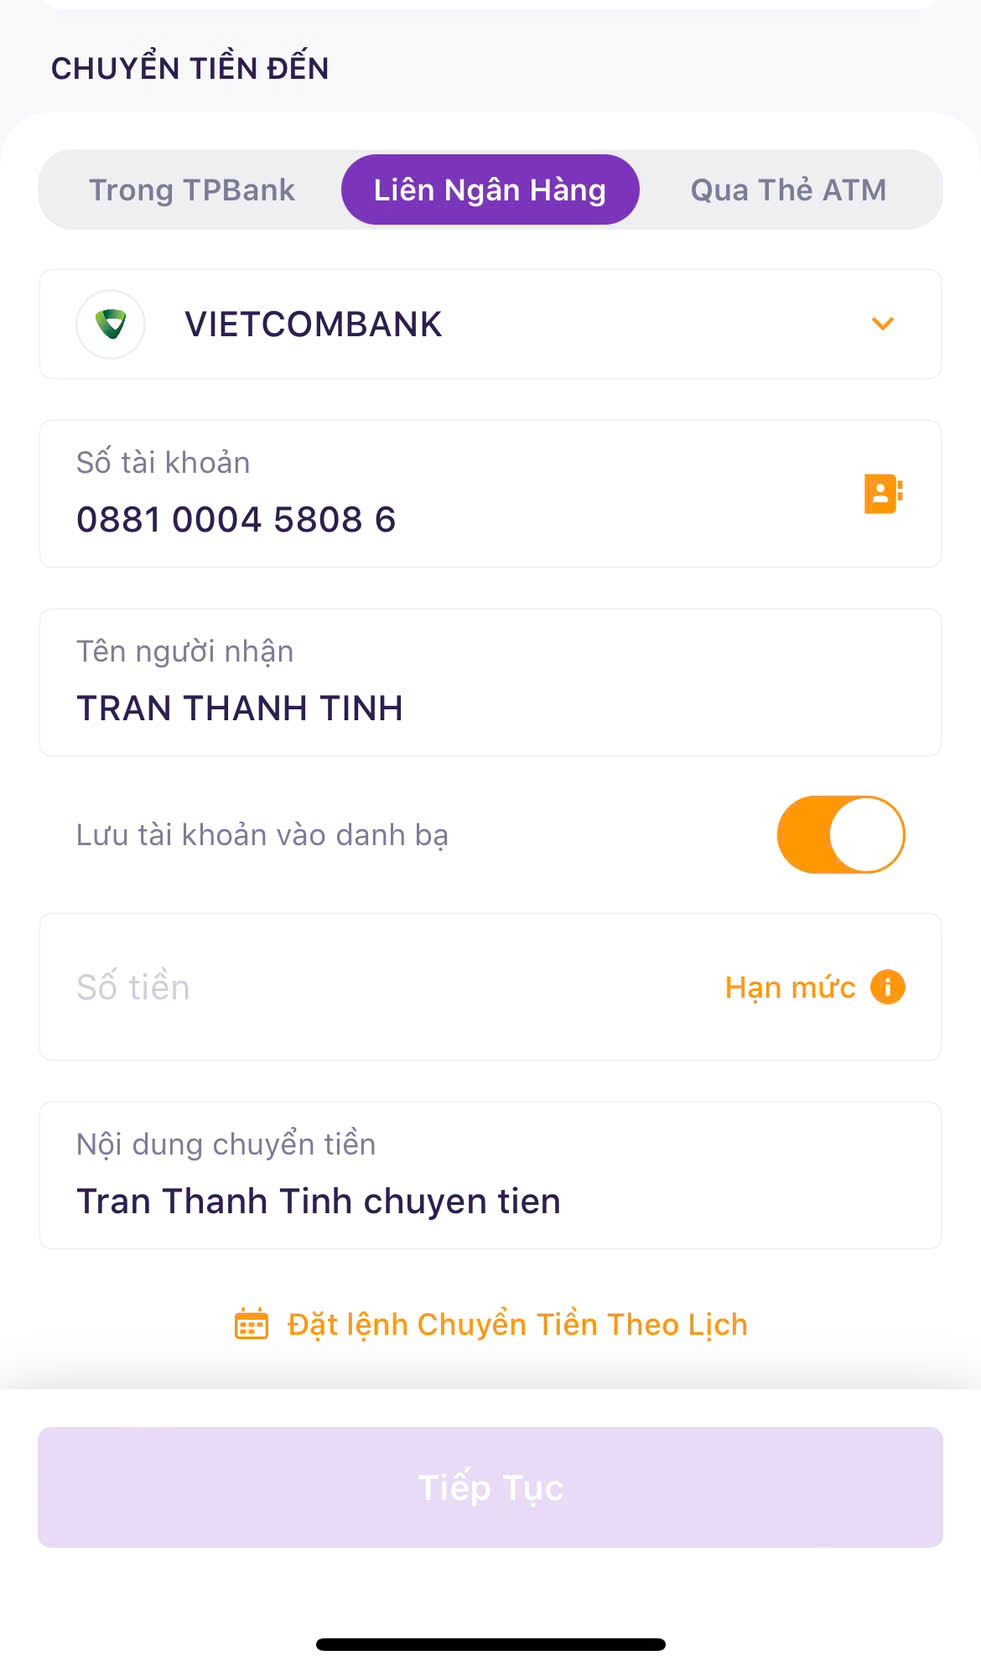 CHUYỂN TIỀN ĐẾN
Trong TPBank
Liên Ngân Hàng
Qua Thẻ ATM
VIETCOMBANK
Số tài khoản
0881 0004 5808 6
Tên người nhận
TRAN THANH TINH
Lưu tài khoản vào danh bạ
Số tiền
Hạn mức
Nội dung chuyển tiền
Tran Thanh Tinh chuyen tien
Đặt lệnh Chuyển Tiền Theo Lịch
Tiếp Tục